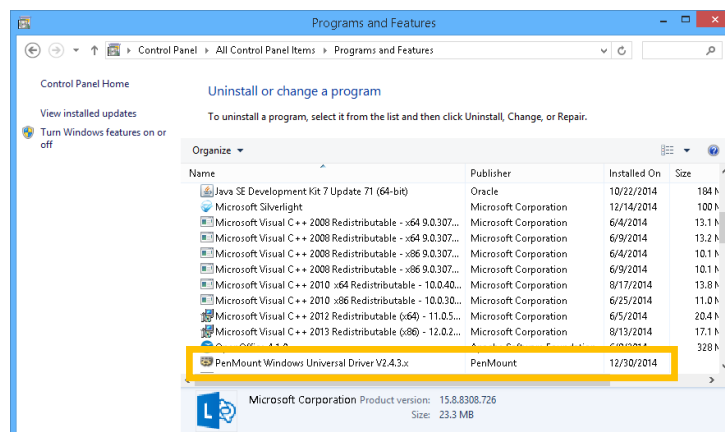 Programs and Features
Control Panel › All Control Panel Items › Programs and Features
Control Panel Home
View installed updates
Turn Windows features on or
off
Uninstall or change a program
To uninstall a program, select it from the list and then click Uninstall, Change, or Repair.
Organize
Name Publisher Installed On Size
Java SE Development Kit 7 Update 71 (64-bit) Oracle 10/22/2014 184
Microsoft Silverlight Microsoft Corporation 12/14/2014 100
Microsoft Visual C++ 2008 Redistributable - x64 9.0.307... Microsoft Corporation 6/4/2014 13.1
Microsoft Visual C++ 2008 Redistributable - x64 9.0.307... Microsoft Corporation 6/9/2014 13.2
Microsoft Visual C++ 2008 Redistributable - x86 9.0.307... Microsoft Corporation 6/4/2014 10.1
Microsoft Visual C++ 2008 Redistributable - x86 9.0.307... Microsoft Corporation 6/9/2014 10.1
Microsoft Visual C++ 2010 x64 Redistributable - 10.0.40... Microsoft Corporation 8/17/2014 13.8
Microsoft Visual C++ 2010 x86 Redistributable - 10.0.30... Microsoft Corporation 6/25/2014 11.0
Microsoft Visual C++ 2012 Redistributable (x64) - 11.0.5... Microsoft Corporation 6/5/2014 20.4
Microsoft Visual C++ 2013 Redistributable (x86) - 12.0.2... Microsoft Corporation 8/13/2014 17.1
328
PenMount Windows Universal Driver V2.4.3.x PenMount 12/30/2014
Microsoft Corporation Product version: 15.8.8308.726
Size: 23.3 MB